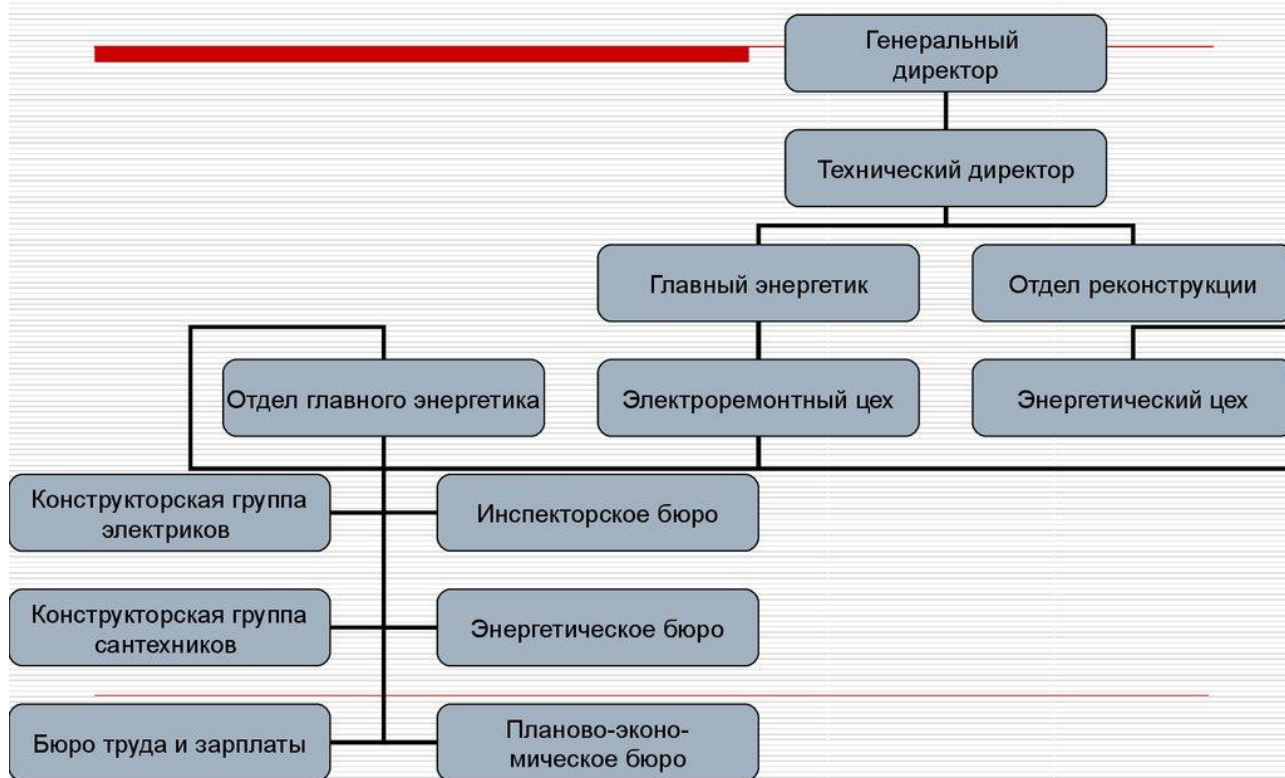 Генеральный
директор
Технический директор
Главный энергетик
Отдел реконструкции
Отдел главного энергетика
Электроремонтный цех
Энергетический цех
Конструкторская группа
электриков
Инспекторское бюро
Конструкторская группа
сантехников
Энергетическое бюро
Бюро труда и зарплаты
Планово-эконо-
мическое бюро